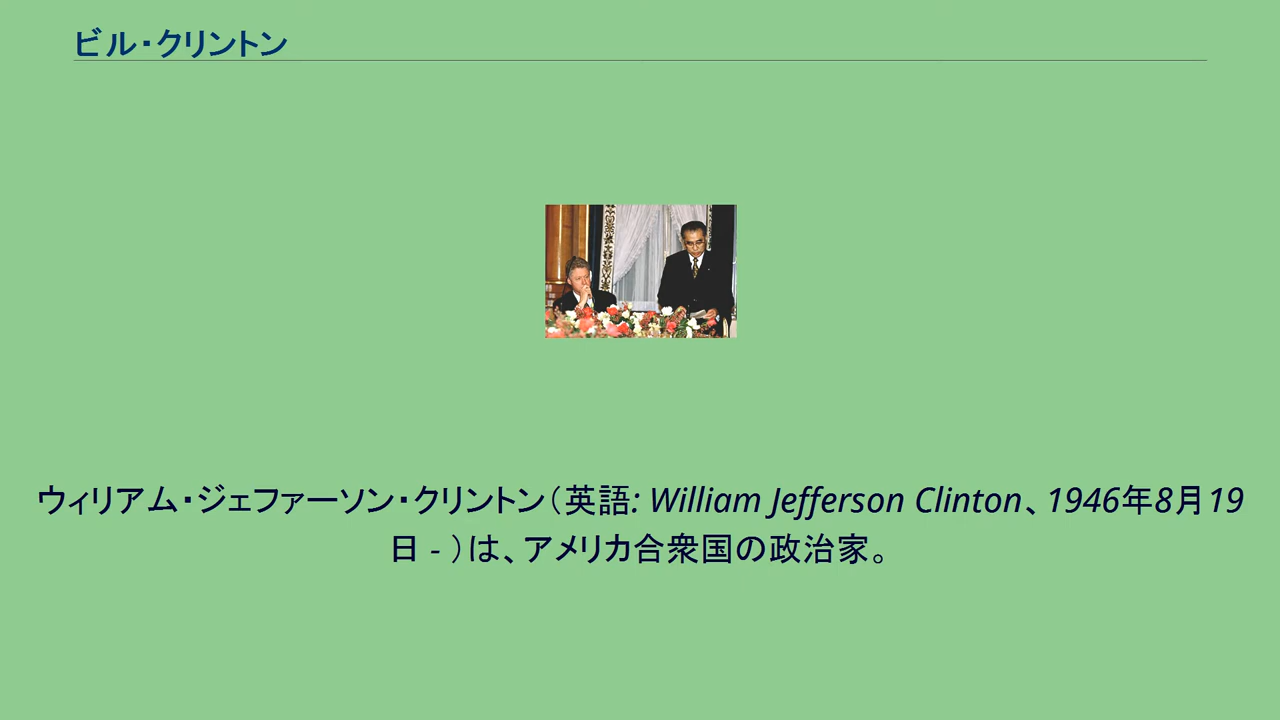 ビル・クリントン
ウィリアム・ジェファーソン・クリントン（英語: William Jefferson Clinton、1946年8月19
日 - ）は、アメリカ合衆国の政治家。